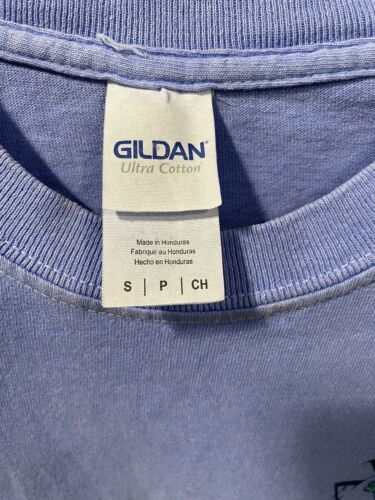 GILDAN®
Ultra Cotton®
Made in Honduras
Fabriqué au Honduras
Hecho en Honduras
S | P | CH